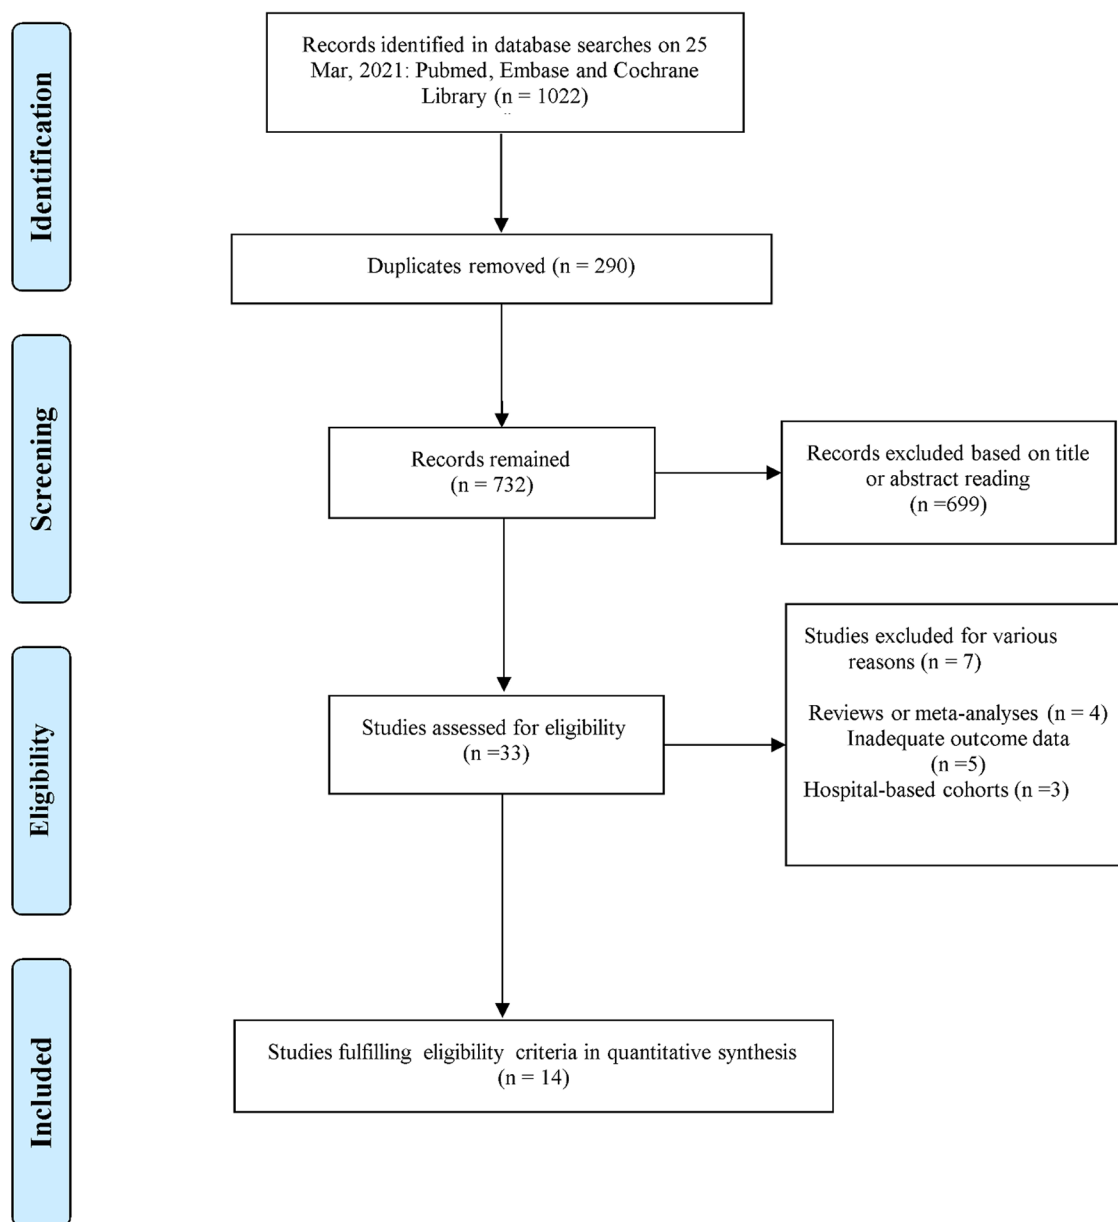 Identification
Records identified in database searches on 25
Mar, 2021: Pubmed, Embase and Cochrane
Library (n = 1022)
Duplicates removed (n = 290)
Screening
Records remained
(n = 732)
Records excluded based on title
or abstract reading
(n =699)
Eligibility
Studies assessed for eligibility
(n =33)
Studies excluded for various
reasons (n = 7)
Reviews or meta-analyses (n = 4)
Inadequate outcome data
(n =5)
Hospital-based cohorts (n =3)
Included
Studies fulfilling eligibility criteria in quantitative synthesis
(n = 14)